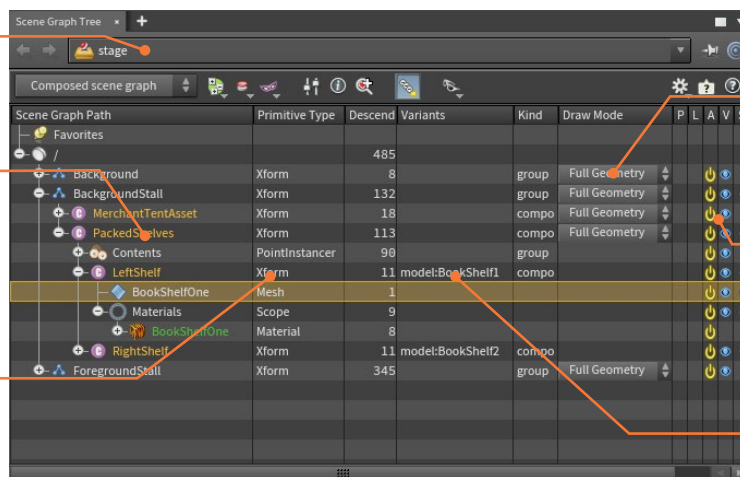 Scene Graph Tree
stage
Composed scene graph
Scene Graph Path Primitive Type Descend Variants Kind Draw Mode P L A V
Favorites
/ 485
Background Xform 8 group Full Geometry
BackgroundStall Xform 132 group Full Geometry
MerchantTentAsset Xform 18 compo Full Geometry
PackedShelves Xform 113 compo Full Geometry
Contents PointInstancer 90 group
LeftShelf Xform 11 model:BookShelf1 compo
BookShelfOne Mesh 1
Materials Scope 9
BookShelfOne Material 8
RightShelf Xform 11 model:BookShelf2 compo
ForegroundStall Xform 345 group Full Geometry